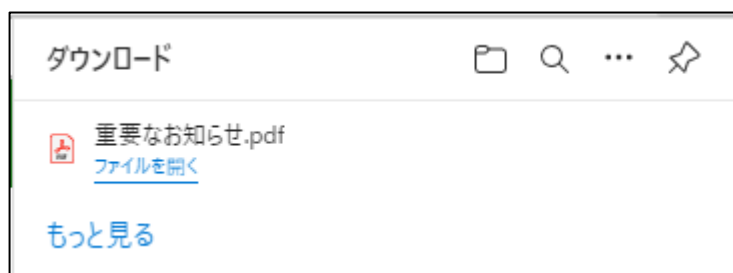 ダウンロード
重要なお知らせ.pdf
ファイルを開く
もっと見る